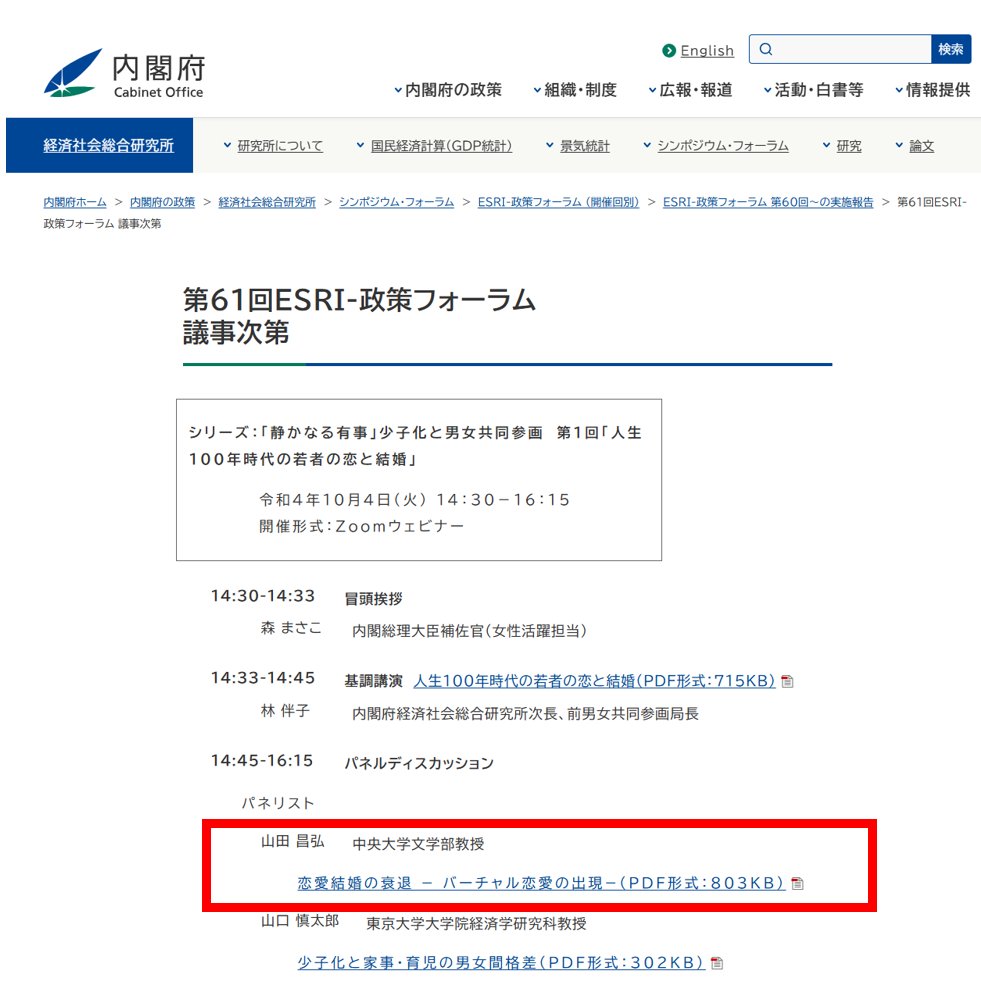 内閣府
Cabinet Office
English
検索
内閣府の政策 組織・制度 広報・報道 活動・白書等 情報提供
経済社会総合研究所 研究所について 国民経済計算(GDP統計) 景気統計 シンポジウム・フォーラム 研究 論文
内閣府ホーム > 内閣府の政策 > 経済社会総合研究所 > シンポジウム・フォーラム > ESRI-政策フォーラム (開催回別) > ESRI-政策フォーラム 第60回~の実施報告 > 第61回ESRI-
政策フォーラム 議事次第
第61回ESRI-政策フォーラム
議事次第
シリーズ:「静かなる有事」少子化と男女共同参画 第1回「人生
100年時代の若者の恋と結婚」
令和4年10月4日(火) 14:30-16:15
開催形式:Zoomウェビナー
14:30-14:33 冒頭挨拶
森 まさこ 内閣総理大臣補佐官(女性活躍担当)
14:33-14:45 基調講演 人生100年時代の若者の恋と結婚(PDF形式:715KB)
林 伴子 内閣府経済社会総合研究所次長、前男女共同参画局長
14:45-16:15 パネルディスカッション
パネリスト
山田 昌弘 中央大学文学部教授
恋愛結婚の衰退 － バーチャル恋愛の出現－(PDF形式:803KB)
山口 慎太郎 東京大学大学院経済学研究科教授
少子化と家事・育児の男女間格差(PDF形式:302KB)